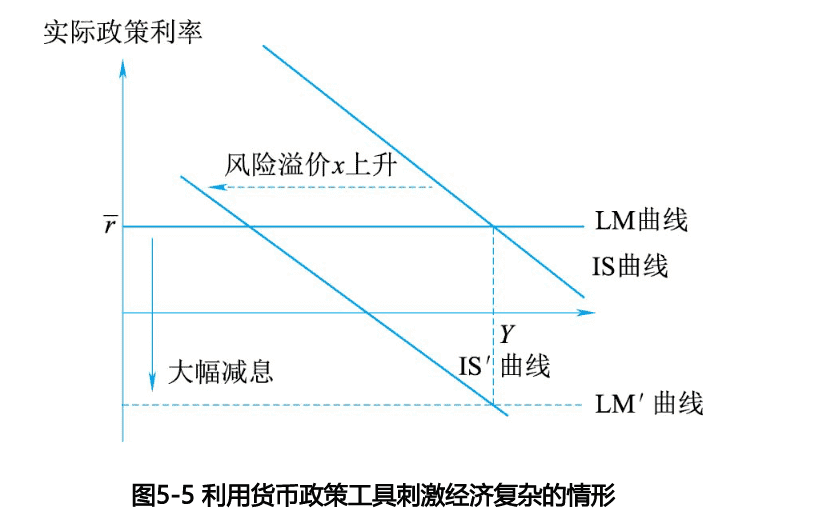 实际政策利率
风险溢价x上升
r̅
LM曲线
IS曲线
Y
IS′曲线
大幅减息
LM′曲线
图5-5 利用货币政策工具刺激经济复杂的情形